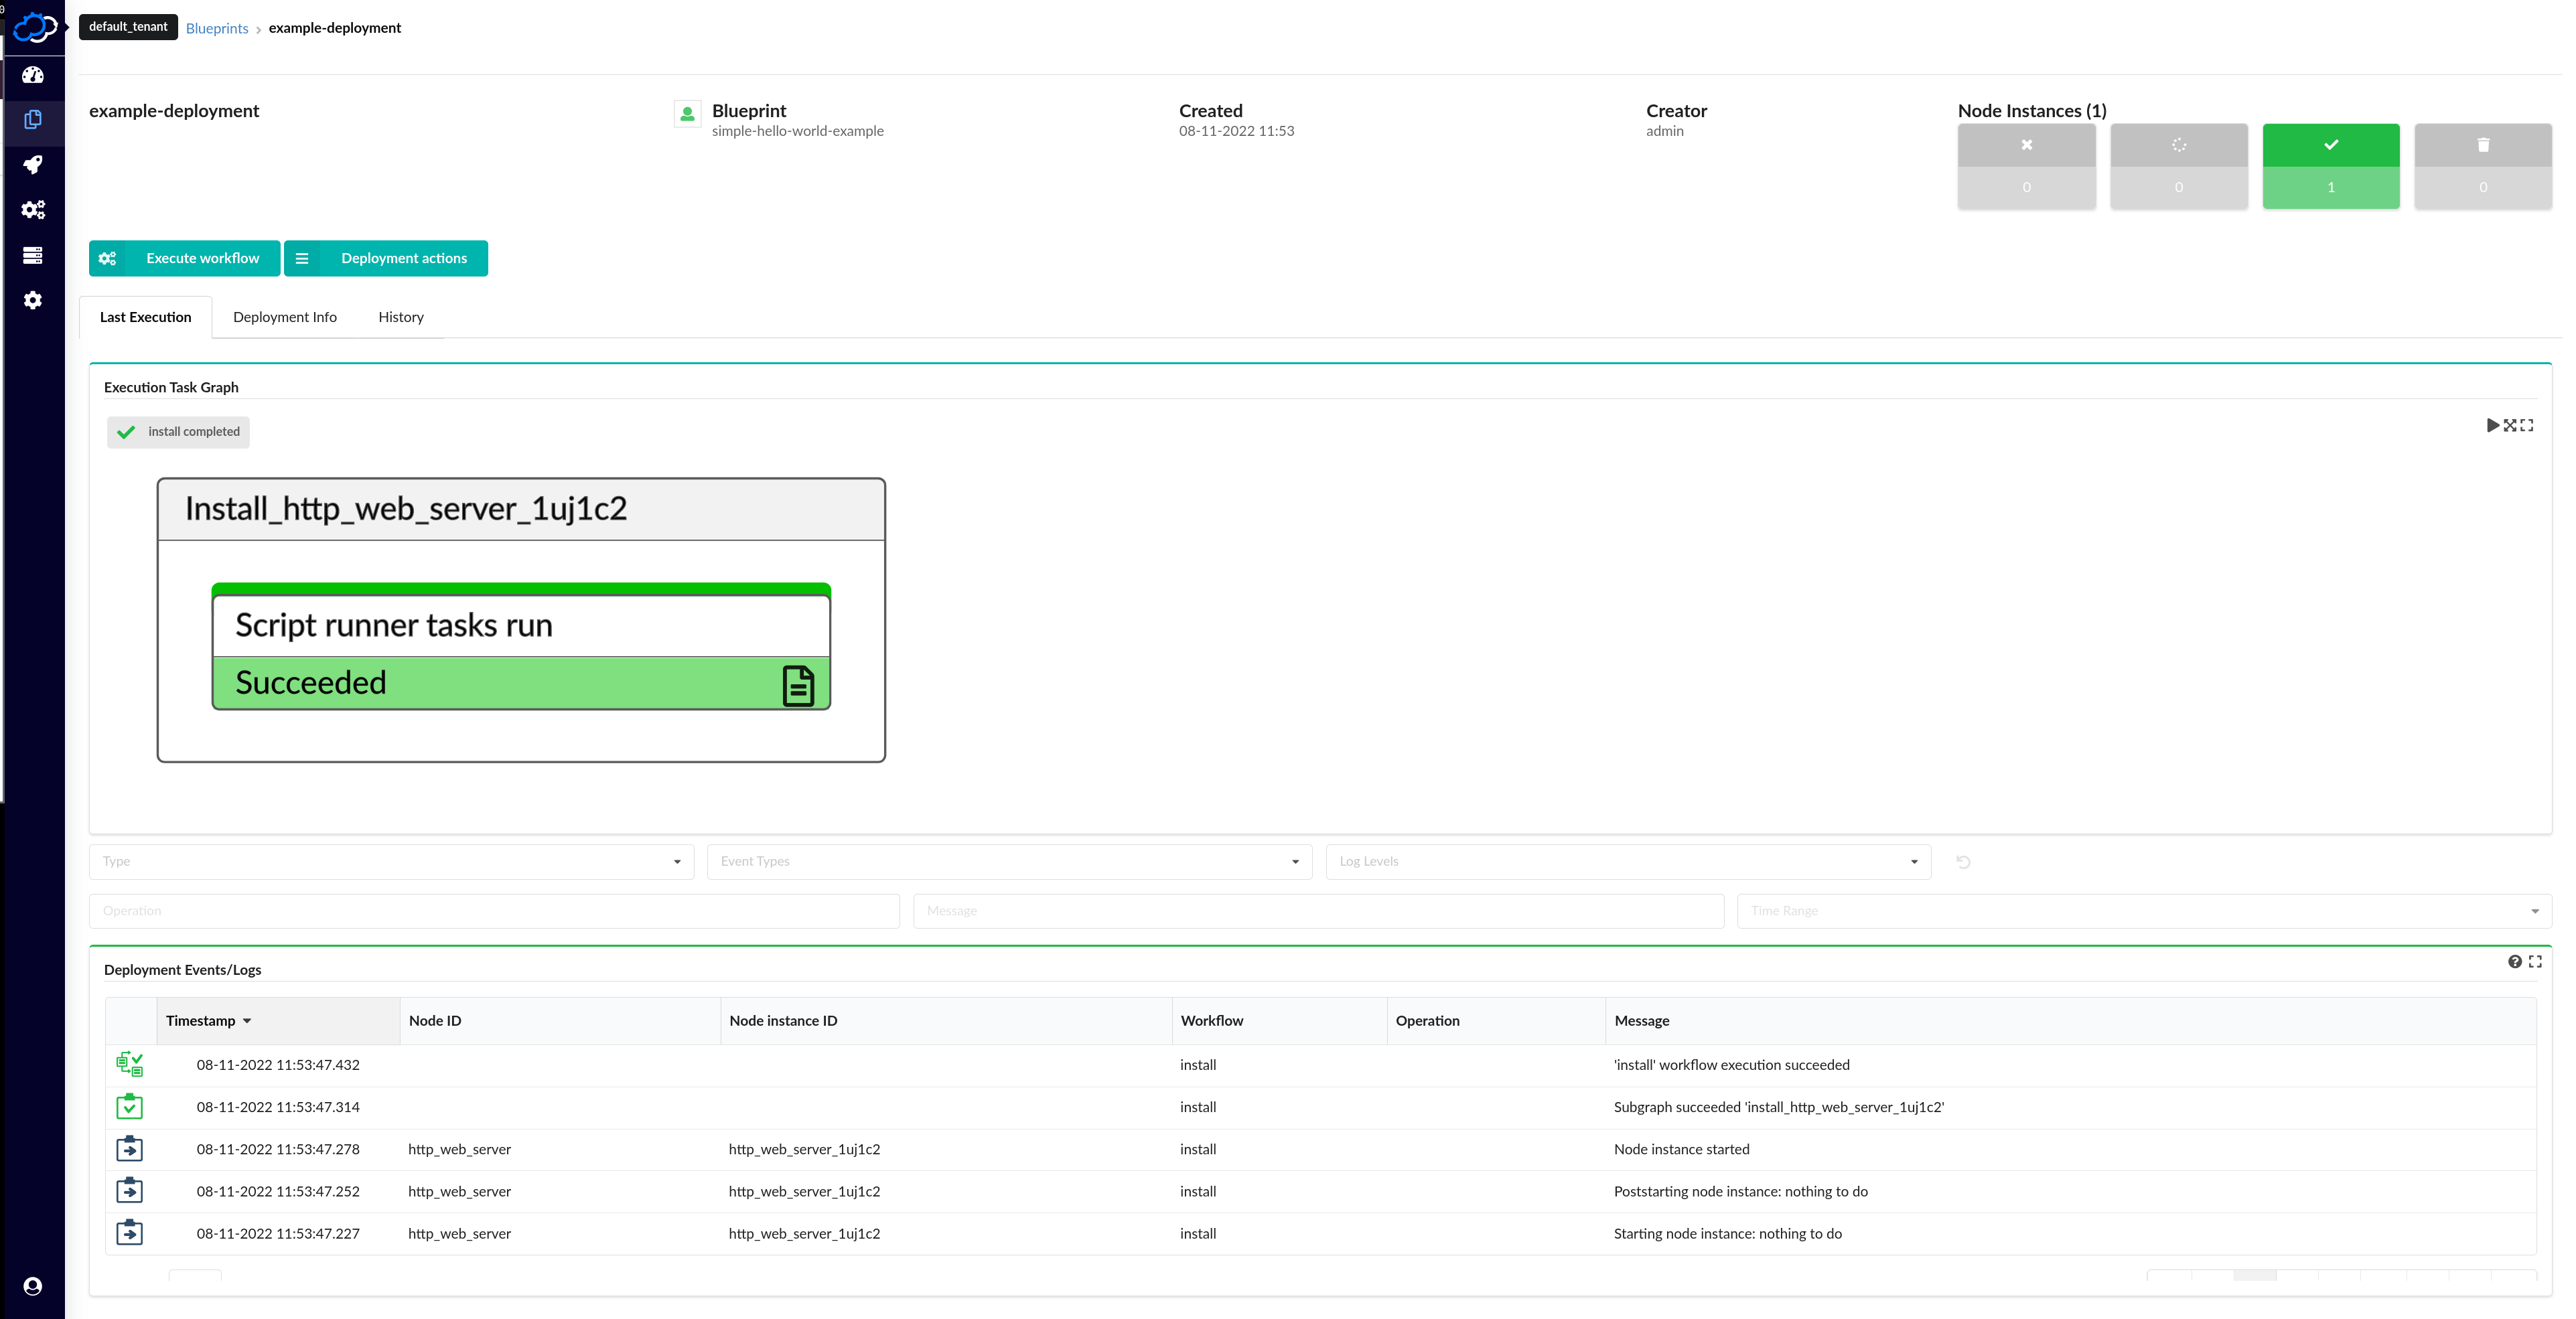 default_tenant Blueprints › example-deployment
example-deployment
Blueprint
simple-hello-world-example
Created
08-11-2022 11:53
Creator
admin
Node Instances (1)
0 0 1 0
Execute workflow Deployment actions
Last Execution Deployment Info History
Execution Task Graph
install completed
Install_http_web_server_1uj1c2
Script runner tasks run
Succeeded
Type Event Types Log Levels
Operation Message Time Range
Deployment Events/Logs
Timestamp Node ID Node instance ID Workflow Operation Message
08-11-2022 11:53:47.432 install 'install' workflow execution succeeded
08-11-2022 11:53:47.314 install Subgraph succeeded 'install_http_web_server_1uj1c2'
08-11-2022 11:53:47.278 http_web_server http_web_server_1uj1c2 install Node instance started
08-11-2022 11:53:47.252 http_web_server http_web_server_1uj1c2 install Poststarting node instance: nothing to do
08-11-2022 11:53:47.227 http_web_server http_web_server_1uj1c2 install Starting node instance: nothing to do